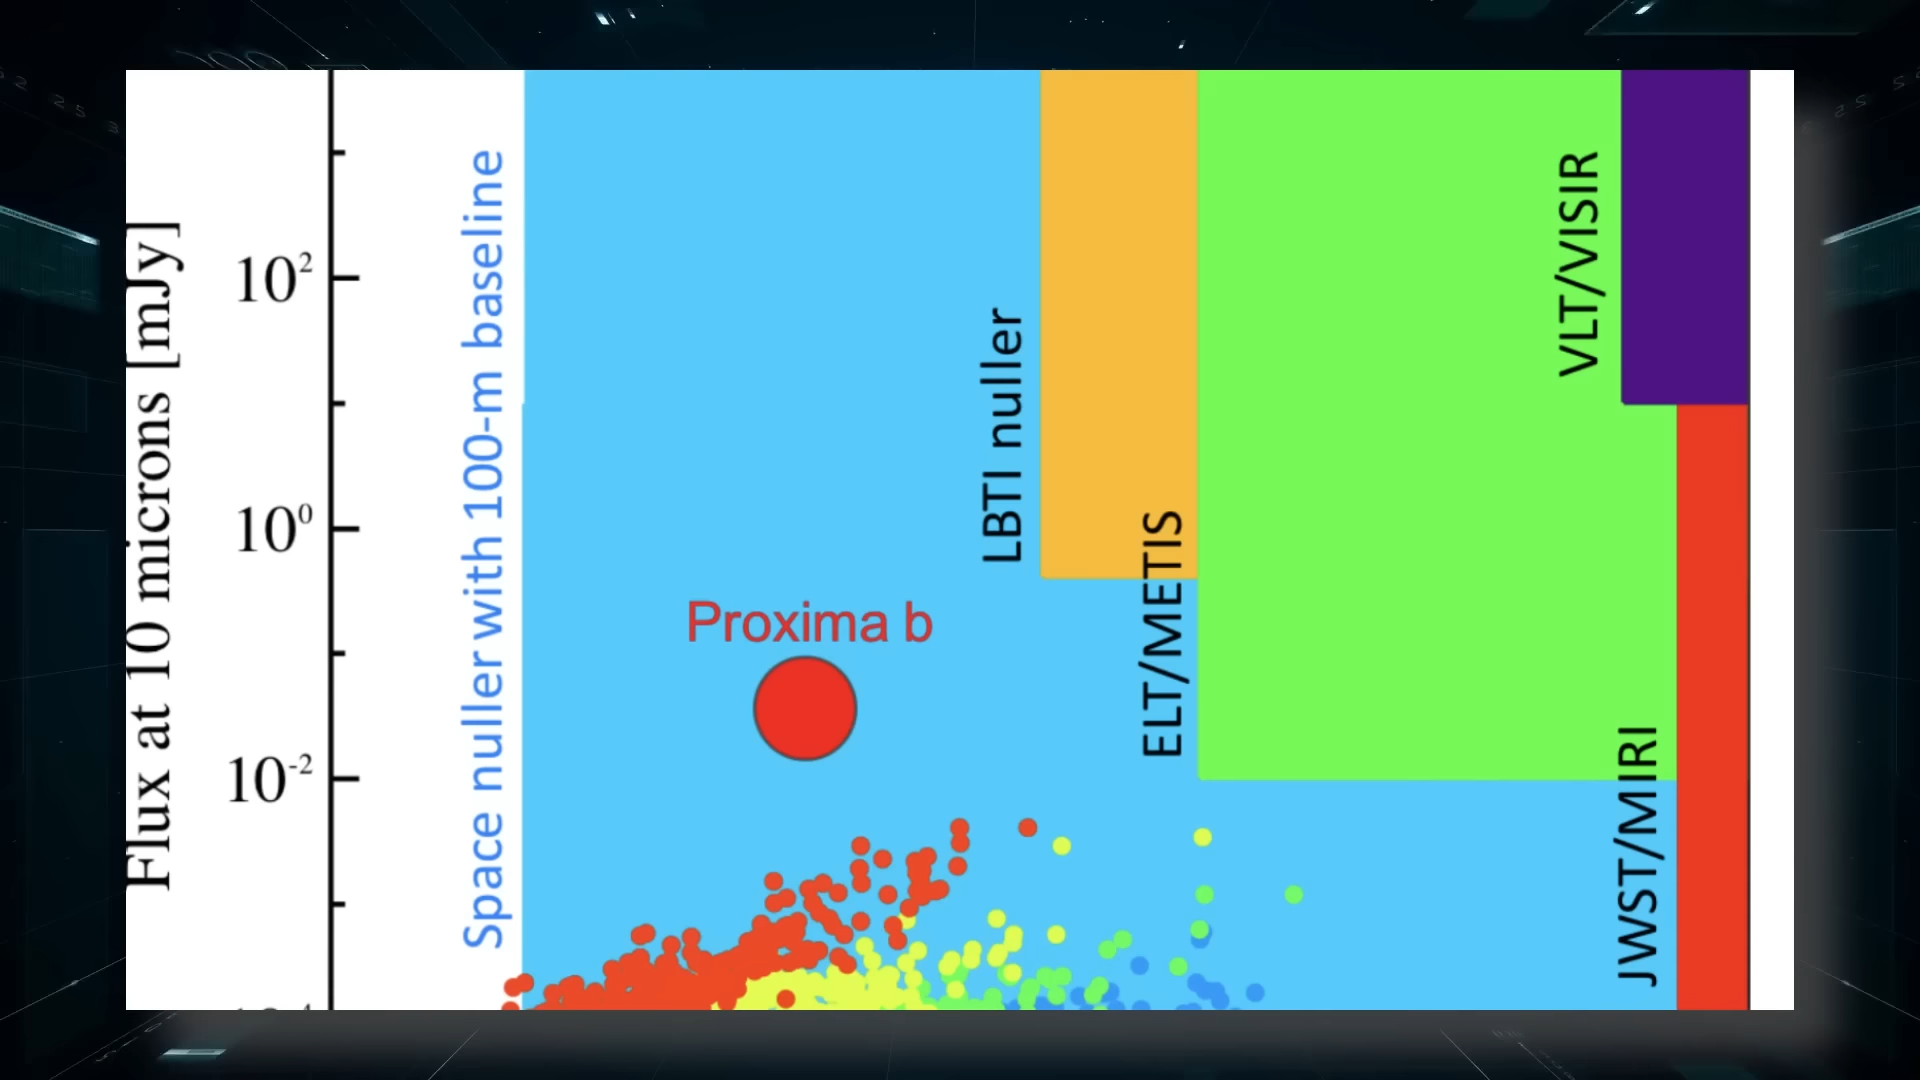 Flux at 10 microns [mJy]
10²
10⁰
10⁻²
Space nuller with 100-m baseline
LBTI nuller
ELT/METIS
VLT/VISIR
JWST/MIRI
Proxima b